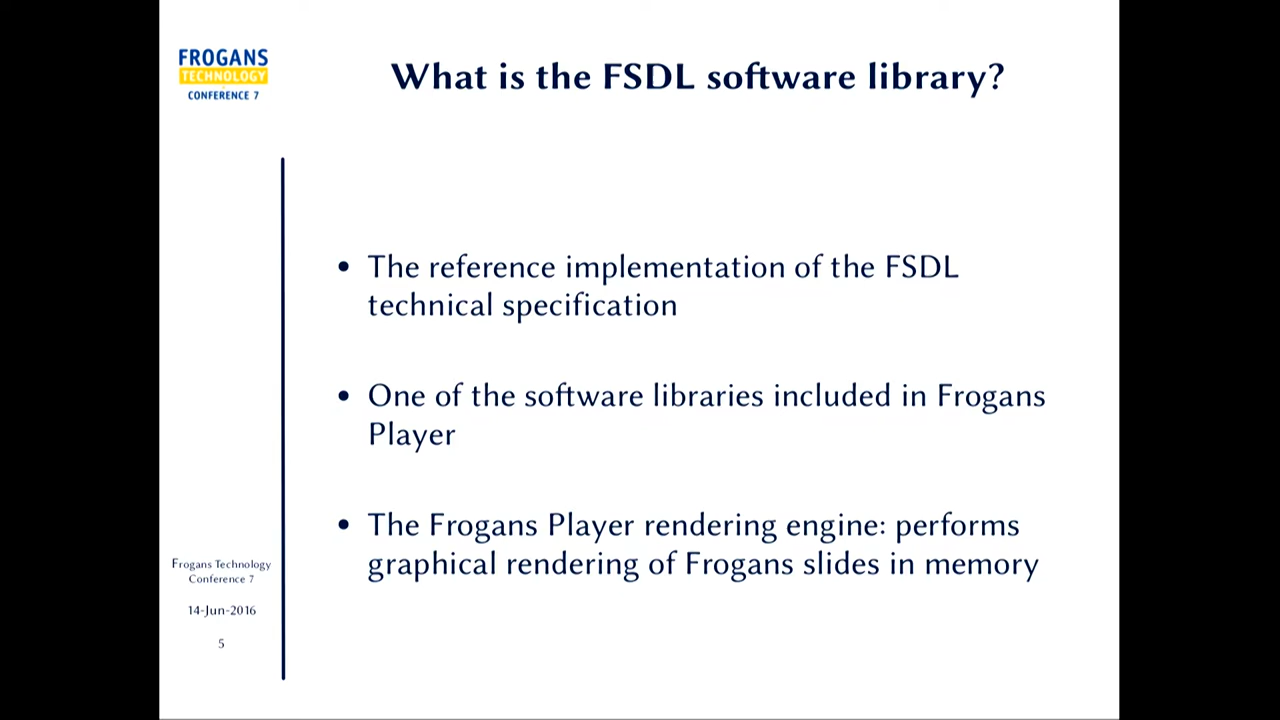 FROGANS
TECHNOLOGY
CONFERENCE 7
What is the FSDL software library?
• The reference implementation of the FSDL
technical specification
• One of the software libraries included in Frogans
Player
• The Frogans Player rendering engine: performs
graphical rendering of Frogans slides in memory
Frogans Technology
Conference 7
14-Jun-2016
5